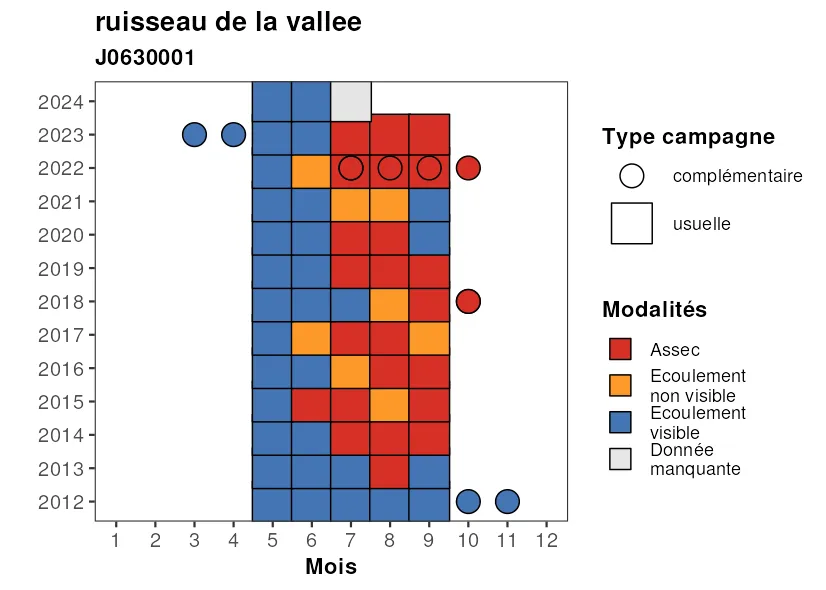 ruisseau de la vallee
J0630001
2024
2023
2022
2021
2020
2019
2018
2017
2016
2015
2014
2013
2012
1 2 3 4 5 6 7 8 9 10 11 12
Mois
Type campagne
complémentaire
usuelle
Modalités
Assec
Ecoulement
non visible
Ecoulement
visible
Donnée
manquante